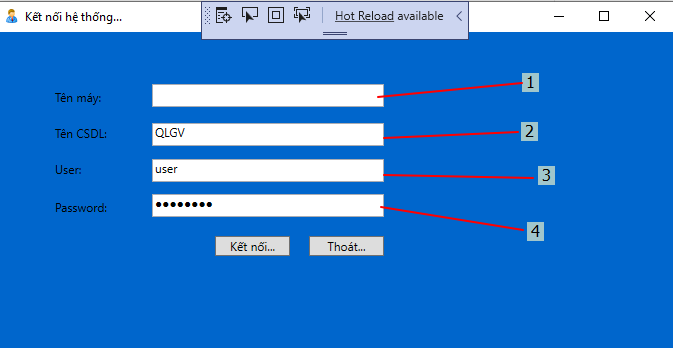 Kết nối hệ thống...
Hot Reload available
Tên máy:
1
Tên CSDL: QLGV
2
User: user
3
Password: ●●●●●●●●
4
Kết nối... Thoát...